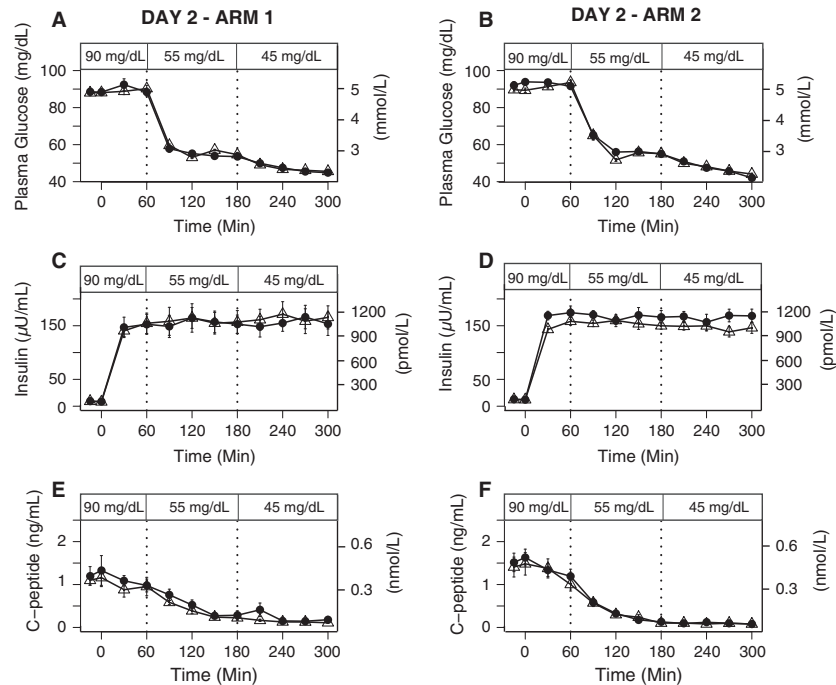 A DAY 2 - ARM 1
90 mg/dL 55 mg/dL 45 mg/dL
Plasma Glucose (mg/dL)
100
80
60
40
5
4
3
(mmol/L)
0 60 120 180 240 300
Time (Min)
B DAY 2 - ARM 2
90 mg/dL 55 mg/dL 45 mg/dL
Plasma Glucose (mg/dL)
100
80
60
40
5
4
3
(mmol/L)
0 60 120 180 240 300
Time (Min)
C
90 mg/dL 55 mg/dL 45 mg/dL
Insulin (µU/mL)
150
50
0
1200
900
600
300
(pmol/L)
0 60 120 180 240 300
Time (Min)
D
90 mg/dL 55 mg/dL 45 mg/dL
Insulin (µU/mL)
150
50
0
1200
900
600
300
(pmol/L)
0 60 120 180 240 300
Time (Min)
E
90 mg/dL 55 mg/dL 45 mg/dL
C−peptide (ng/mL)
2
1
0
0.6
0.3
(nmol/L)
0 60 120 180 240 300
Time (Min)
F
90 mg/dL 55 mg/dL 45 mg/dL
C−peptide (ng/mL)
2
1
0
0.6
0.3
(nmol/L)
0 60 120 180 240 300
Time (Min)